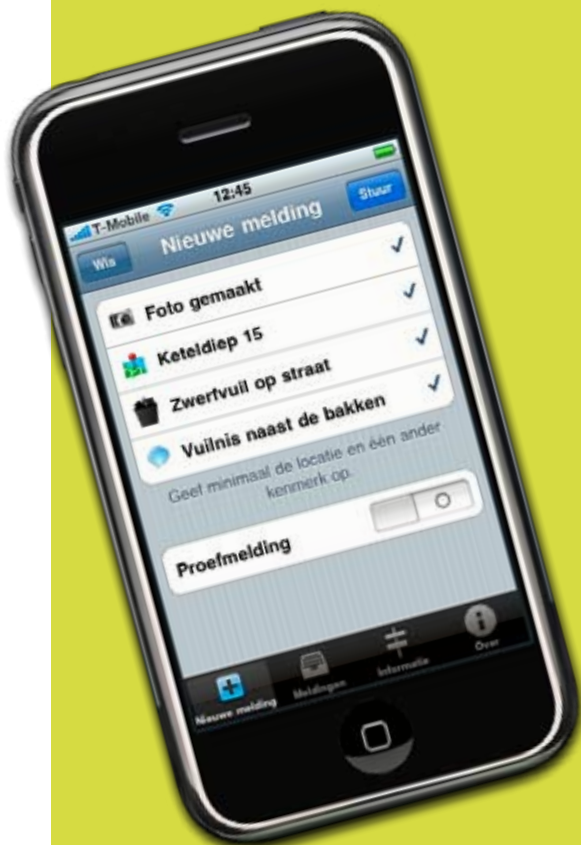 T-Mobile 12:45
Wis Nieuwe melding Stuur
Foto gemaakt
Keteldiep 15
Zwerfvuil op straat
Vuilnis naast de bakken
Geef minimaal de locatie en één ander
kenmerk op.
Proefmelding
Nieuwe melding Meldingen Informatie Over